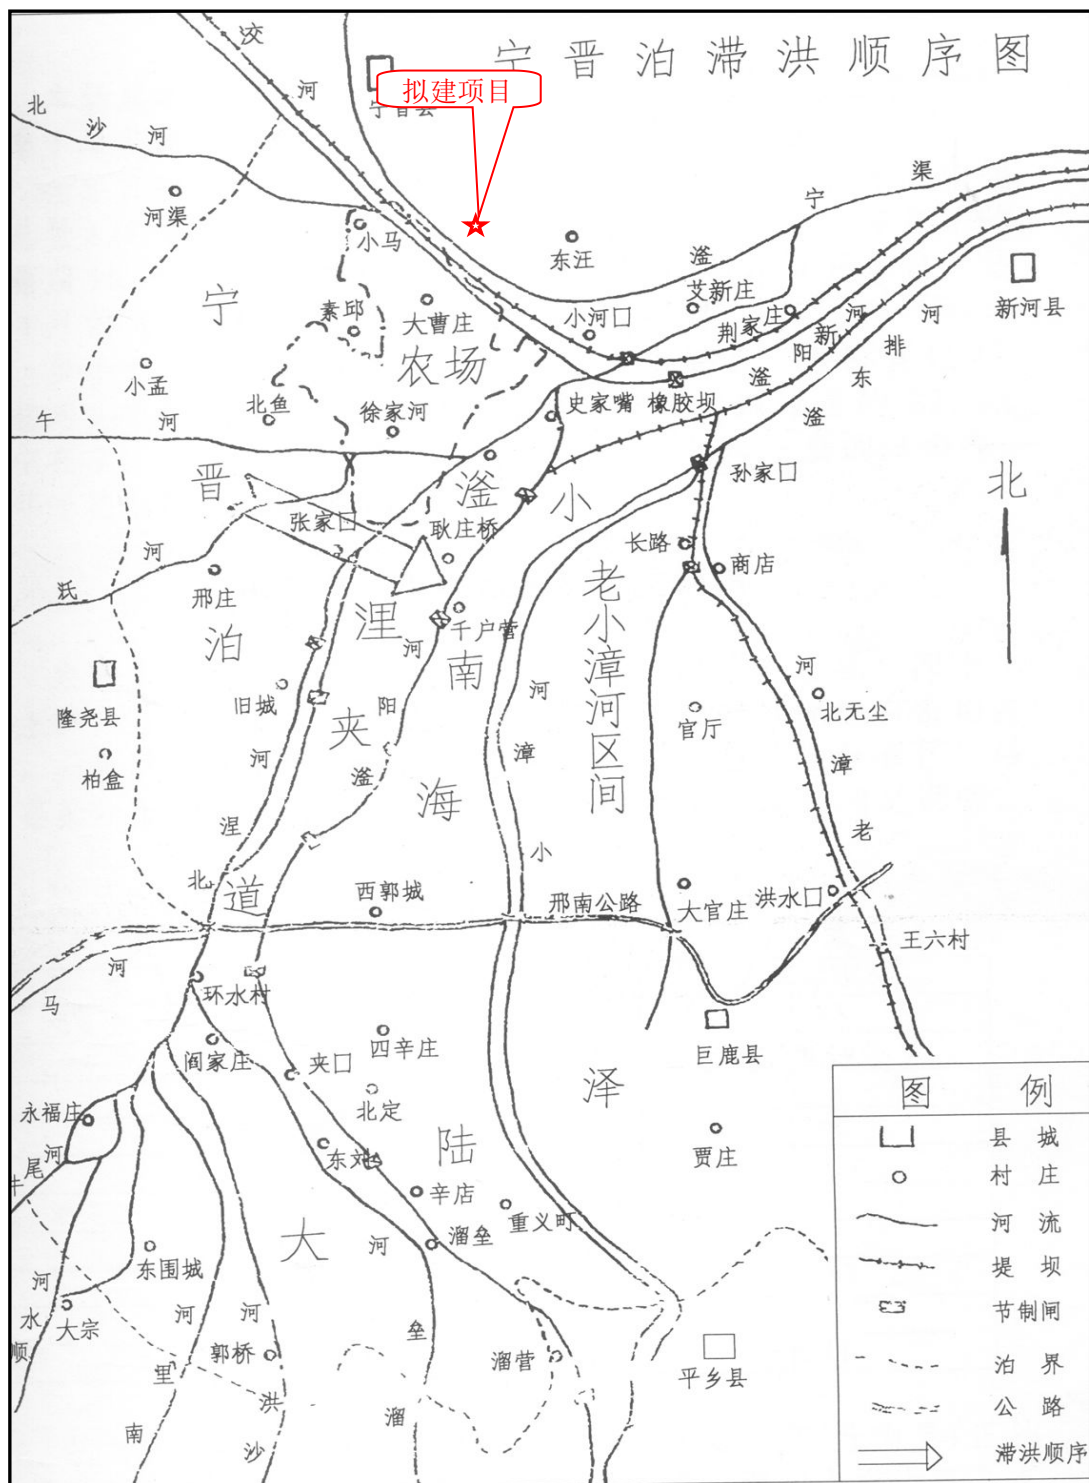 宁晋泊滞洪顺序图
拟建项目
宁晋县
洨
河
北
沙
河
河渠
小马
东汪
宁
渠
滏
艾新庄
新河县
宁
素邱
大曹庄
小河口
荆家庄
新
河
河
农场
阳
排
小孟
滏
东
北鱼
徐家河
史家嘴
橡胶坝
滏
午
河
晋
滏
小
孙家口
北
张家口
耿庄桥
长路
商店
河
泜
邢庄
老小漳河区间
泊
浬
河
千户营
南
河
河
隆尧县
旧城
阳
官厅
北无尘
柏盒
河
夹
漳
漳
滏
海
涅
小
老
北
道
西郭城
邢南公路
大官庄
洪水口
王六村
河
马
环水村
阎家庄
夹口
四辛庄
巨鹿县
北定
泽
永福庄
河
尾
牛
东刘
陆
贾庄
辛店
重义町
溜垒
大
河
东围城
河
水
顺
大宗
河
河
垒
郭桥
里
溜营
平乡县
洪
南
沙
溜
图例
县城
村庄
河流
堤坝
节制闸
泊界
公路
滞洪顺序